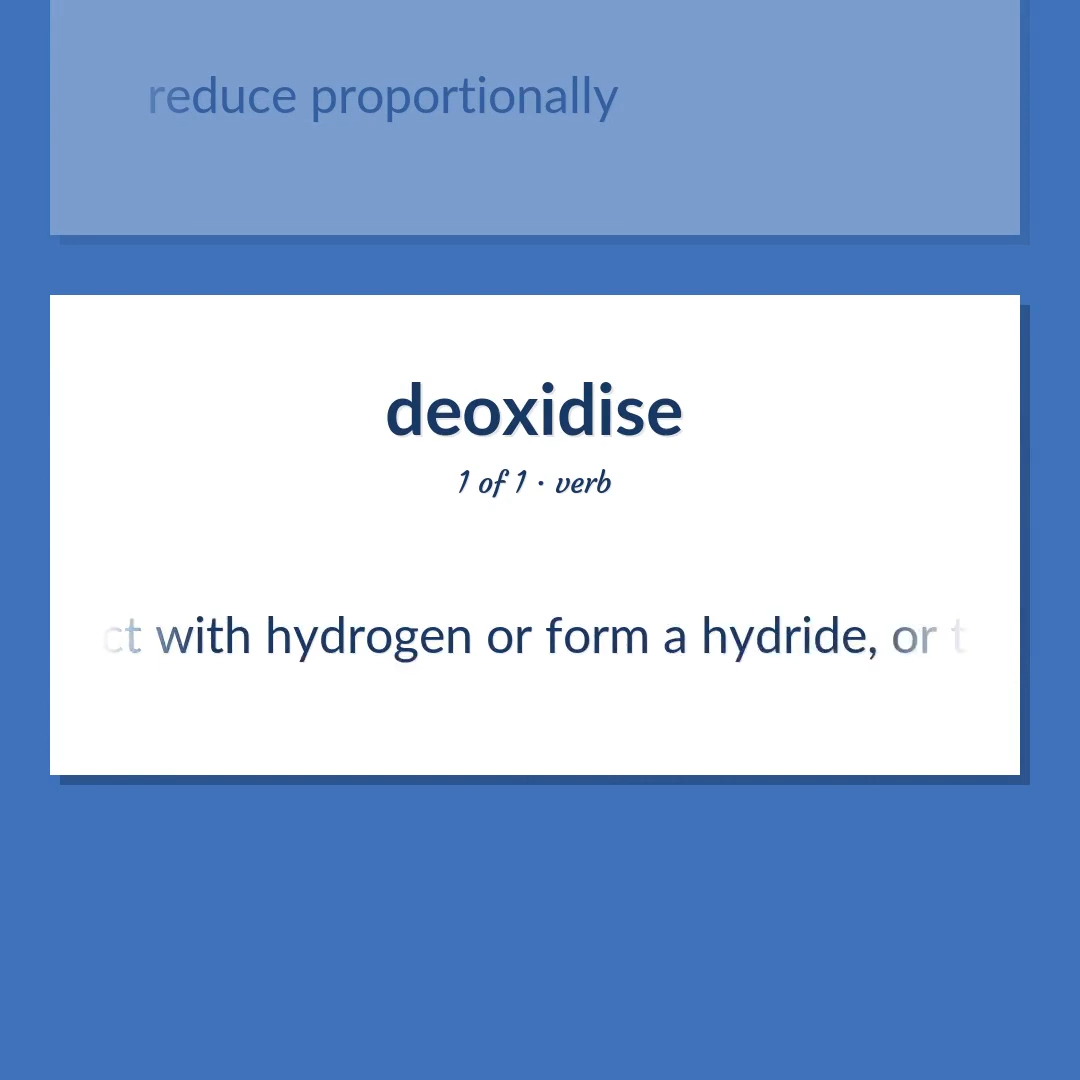 reduce proportionally
deoxidise
1 of 1 · verb
with hydrogen or form a hydride, or